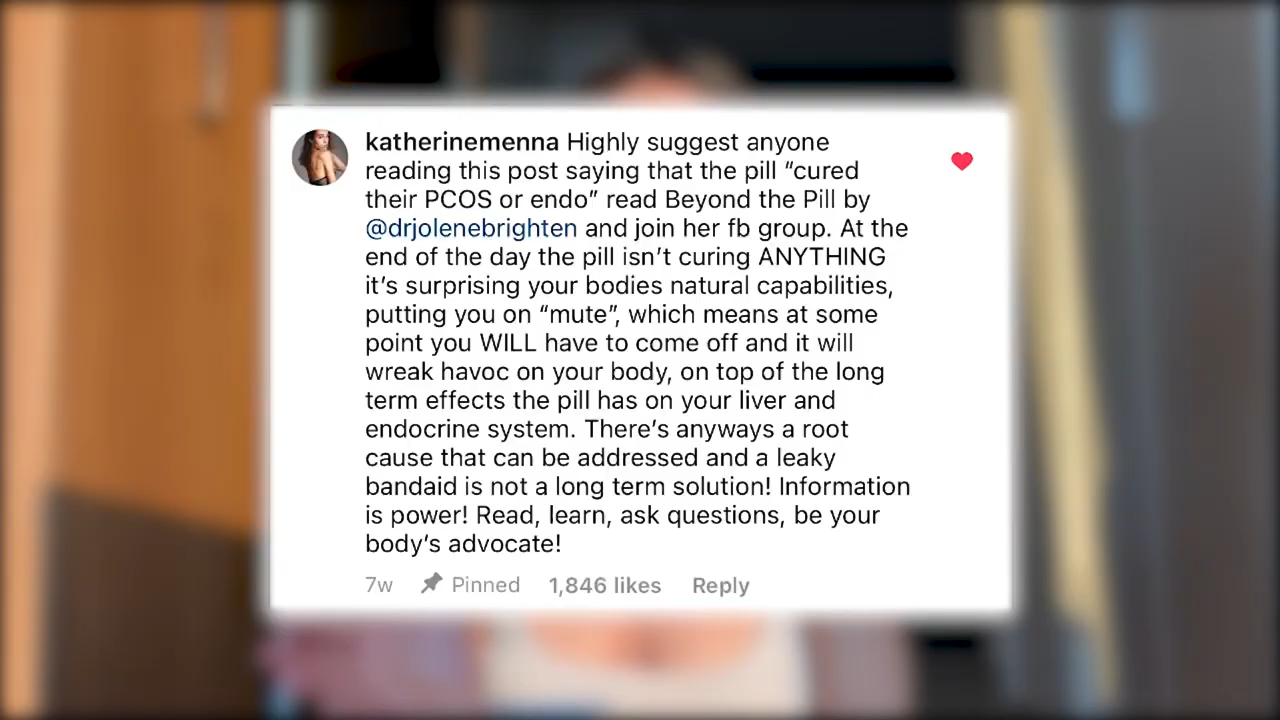 katherinemenna Highly suggest anyone
reading this post saying that the pill “cured
their PCOS or endo” read Beyond the Pill by
@drjolenebrighten and join her fb group. At the
end of the day the pill isn’t curing ANYTHING
it’s surprising your bodies natural capabilities,
putting you on “mute”, which means at some
point you WILL have to come off and it will
wreak havoc on your body, on top of the long
term effects the pill has on your liver and
endocrine system. There’s anyways a root
cause that can be addressed and a leaky
bandaid is not a long term solution! Information
is power! Read, learn, ask questions, be your
body’s advocate!
7w Pinned 1,846 likes Reply